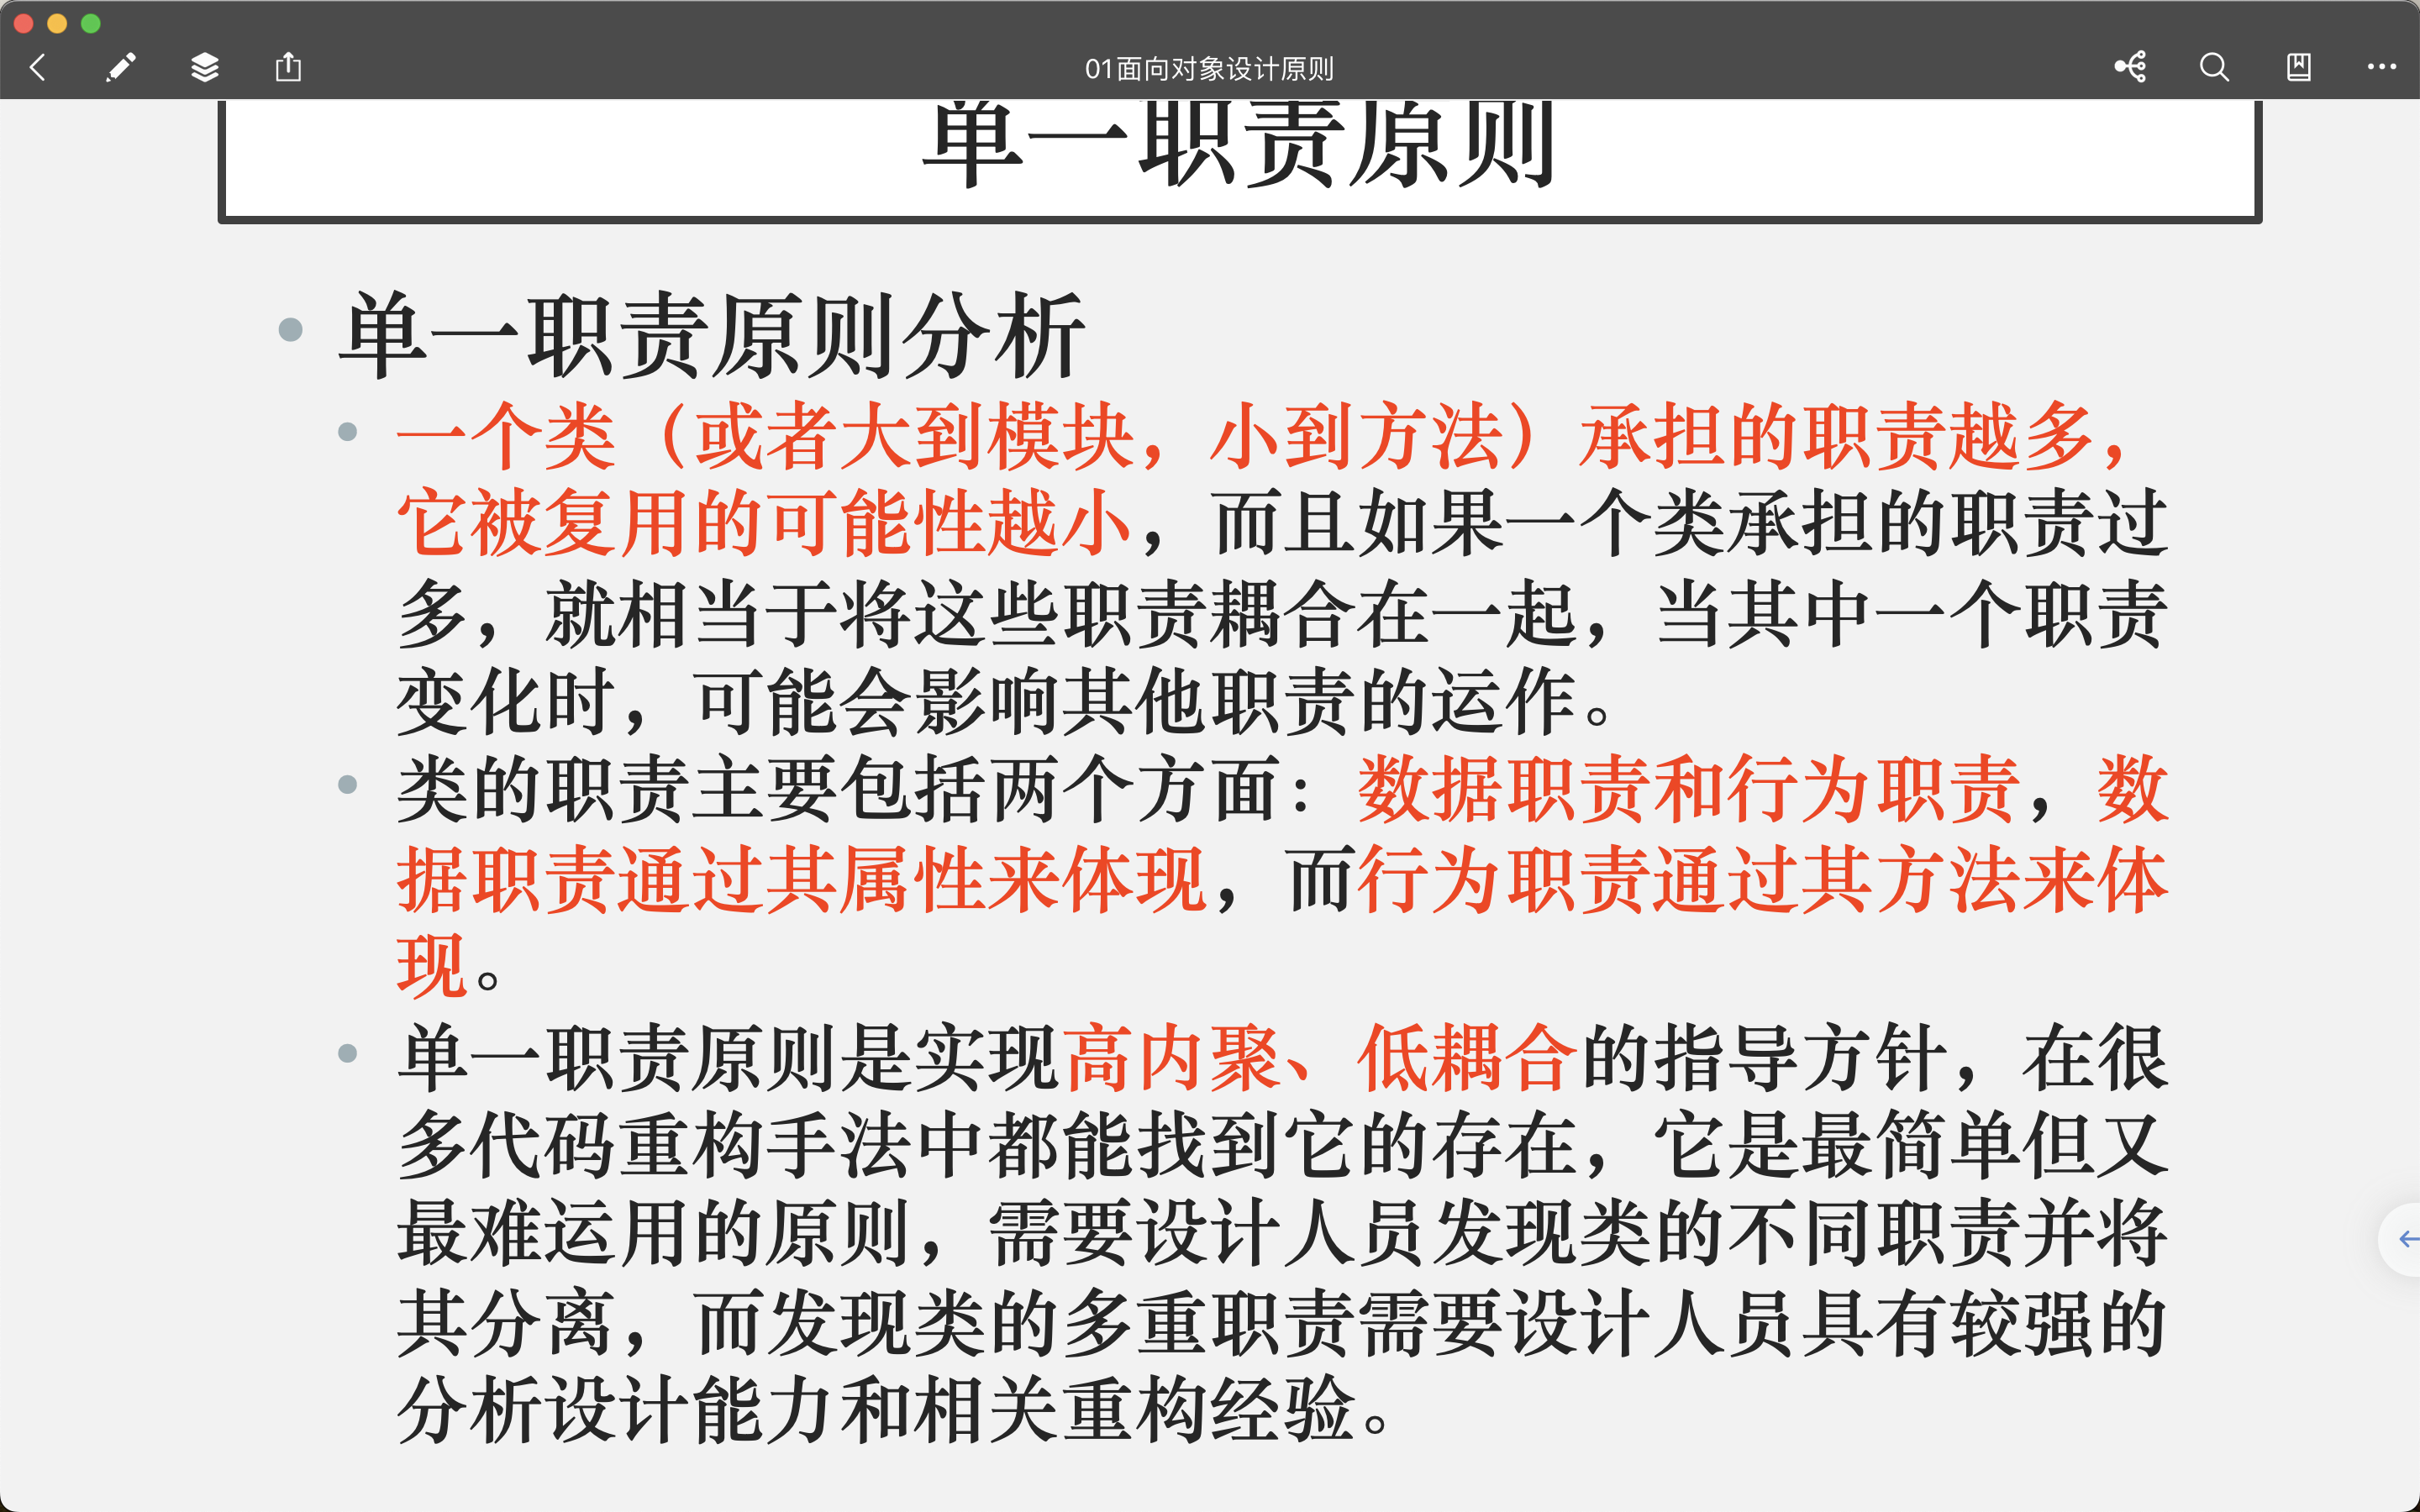 01面向对象设计原则
单一职责原则
单一职责原则分析
一个类（或者大到模块，小到方法）承担的职责越多，
它被复用的可能性越小，而且如果一个类承担的职责过
多，就相当于将这些职责耦合在一起，当其中一个职责
变化时，可能会影响其他职责的运作。
类的职责主要包括两个方面：数据职责和行为职责，数
据职责通过其属性来体现，而行为职责通过其方法来体
现。
单一职责原则是实现高内聚、低耦合的指导方针，在很
多代码重构手法中都能找到它的存在，它是最简单但又
最难运用的原则，需要设计人员发现类的不同职责并将
其分离，而发现类的多重职责需要设计人员具有较强的
分析设计能力和相关重构经验。